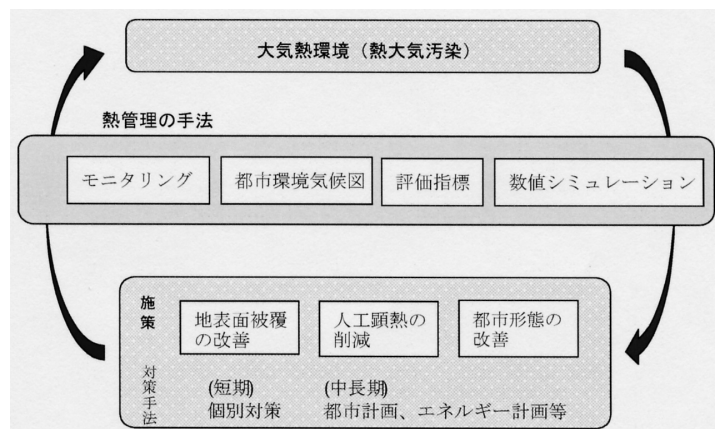 大気熱環境（熱大気汚染）
熱管理の手法
モニタリング
都市環境気候図
評価指標
数値シミュレーション
施策
地表面被覆
の改善
人工顕熱の
削減
都市形態の
改善
対策手法
(短期)
個別対策
(中長期)
都市計画、エネルギー計画等